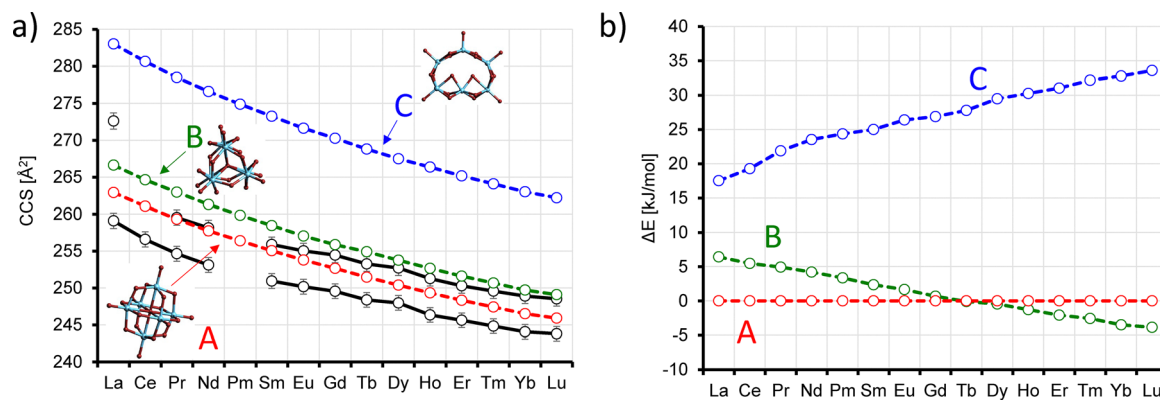 a)
285
280
275
270
265
260
255
250
245
240
CCS [Å²]
C
B
A
La Ce Pr Nd Pm Sm Eu Gd Tb Dy Ho Er Tm Yb Lu
b)
40
35
30
25
20
15
10
5
0
-5
-10
ΔE [kJ/mol]
C
B
A
La Ce Pr Nd Pm Sm Eu Gd Tb Dy Ho Er Tm Yb Lu